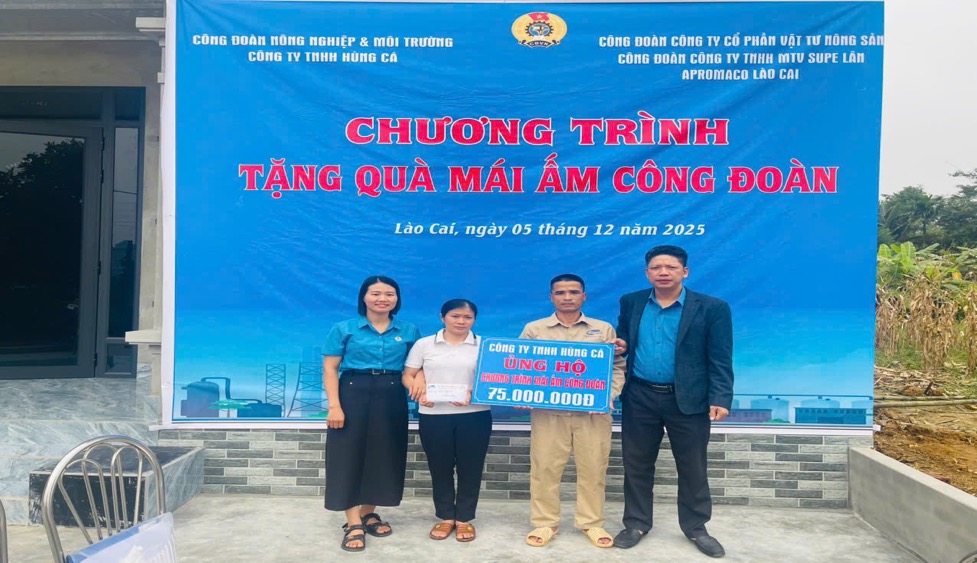 CÔNG ĐOÀN NÔNG NGHIỆP & MÔI TRƯỜNG
CÔNG TY TNHH HÙNG CÁ
CÔNG ĐOÀN CÔNG TY CỔ PHẦN VẬT TƯ NÔNG SẢN
CÔNG ĐOÀN CÔNG TY TNHH MTV SUPE LÂN
APROMACO LÀO CAI
CHƯƠNG TRÌNH
TẶNG QUÀ MÁI ẤM CÔNG ĐOÀN
Lào Cai, ngày 05 tháng 12 năm 2025
CÔNG TY TNHH HÙNG CÁ
ỦNG HỘ
CHƯƠNG TRÌNH MÁI ẤM CÔNG ĐOÀN
75.000.000Đ